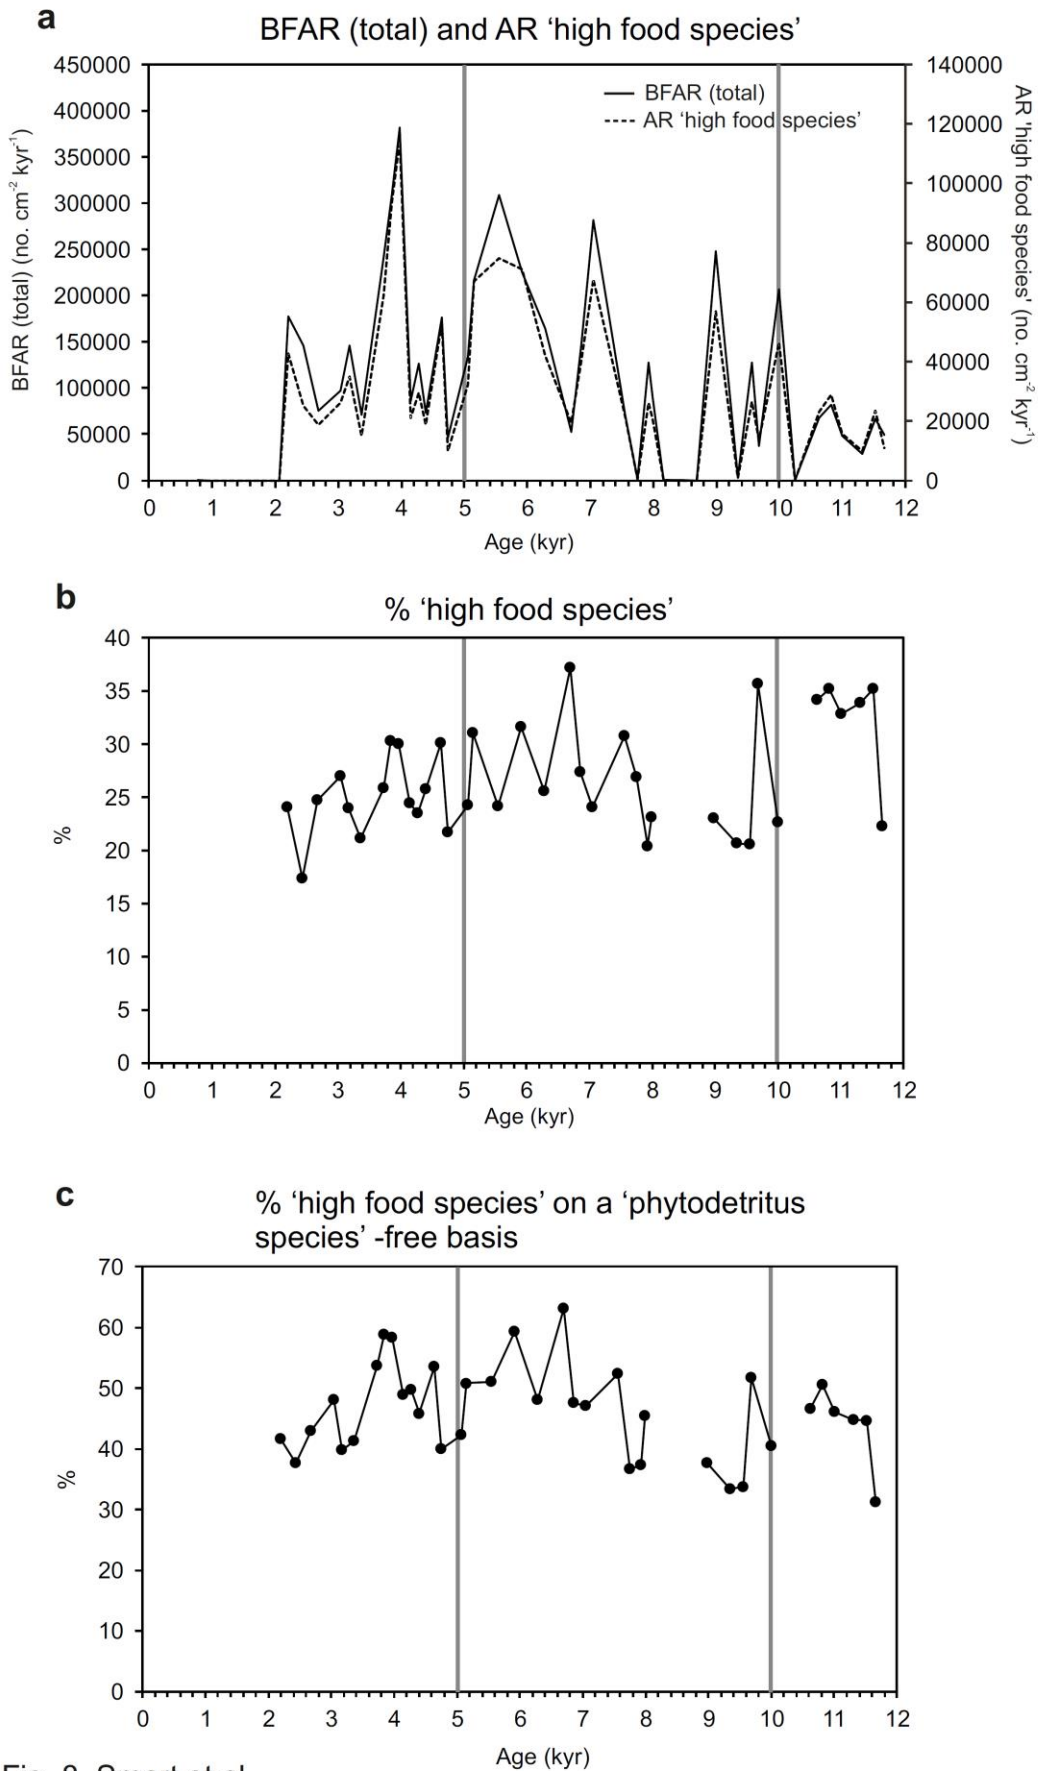 a
BFAR (total) and AR ‘high food species’
BFAR (total)
AR ‘high food species’
450000
400000
350000
300000
250000
200000
150000
100000
50000
0
BFAR (total) (no. cm-2 kyr-1)
140000
120000
100000
80000
60000
40000
20000
0
AR 'high food species' (no. cm-2 kyr-1)
0 1 2 3 4 5 6 7 8 9 10 11 12
Age (kyr)
b
% ‘high food species’
40
35
30
25
20
15
10
5
0
%
0 1 2 3 4 5 6 7 8 9 10 11 12
Age (kyr)
c
% ‘high food species’ on a ‘phytodetritus
species’ -free basis
70
60
50
40
30
20
10
0
%
0 1 2 3 4 5 6 7 8 9 10 11 12
Age (kyr)